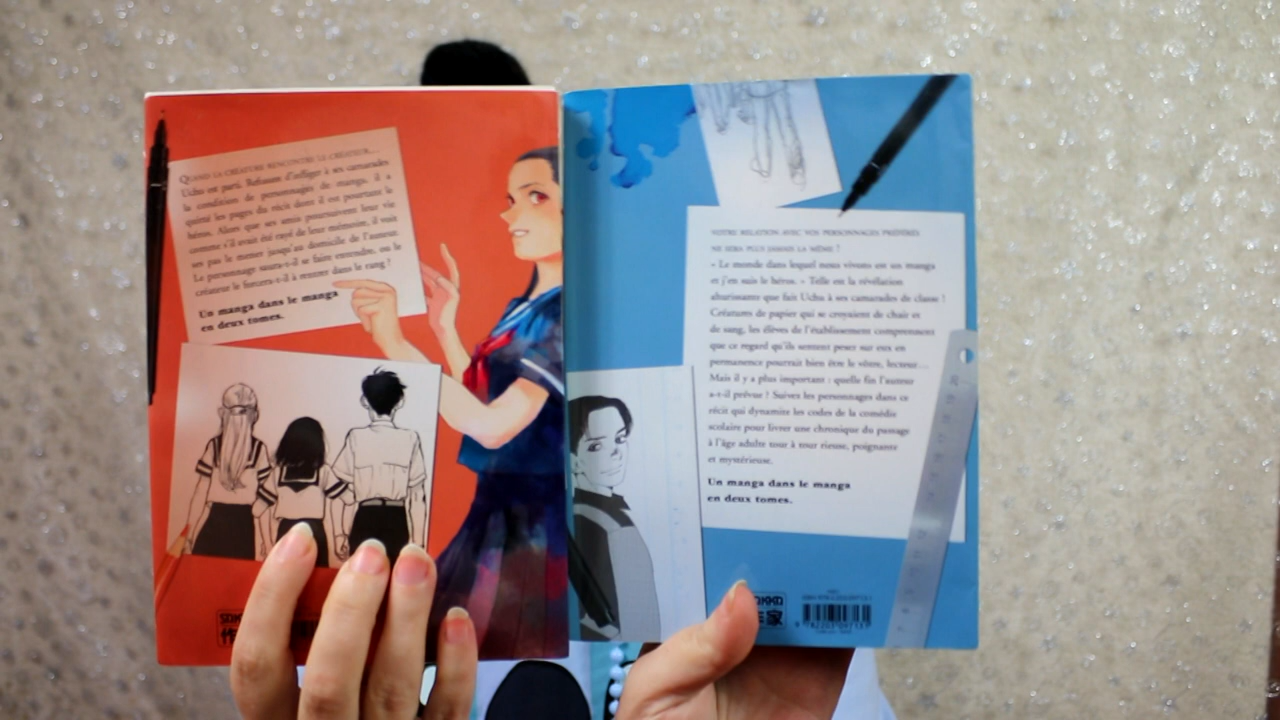 QUAND LA CRÉATURE RENCONTRE LE CRÉATEUR...
Uchu est parti. Refusant d'infliger à ses camarades
la condition de personnages de manga, il a
quitté les pages du récit dont il est pourtant le
héros. Alors que ses amis poursuivent leur vie
comme s'il avait été rayé de leur mémoire, il voit
ses pas le mener jusqu'au domicile de l'auteur.
Le personnage saura-t-il se faire entendre, ou le
créateur le forcera-t-il à rentrer dans le rang ?
Un manga dans le manga
en deux tomes.
VOTRE RELATION AVEC VOS PERSONNAGES PRÉFÉRÉS
NE SERA PLUS JAMAIS LA MÊME !
« Le monde dans lequel nous vivons est un manga
et j'en suis le héros. » Telle est la révélation
ahurissante que fait Uchu à ses camarades de classe !
Créatures de papier qui se croyaient de chair et
de sang, les élèves de l'établissement comprennent
que ce regard qu'ils sentent peser sur eux en
permanence pourrait bien être le vôtre, lecteur...
Mais il y a plus important : quelle fin l'auteur
a-t-il prévue ? Suivez les personnages dans ce
récit qui dynamite les codes de la comédie
scolaire pour livrer une chronique du passage
à l'âge adulte tour à tour rieuse, poignante
et mystérieuse.
Un manga dans le manga
en deux tomes.
家